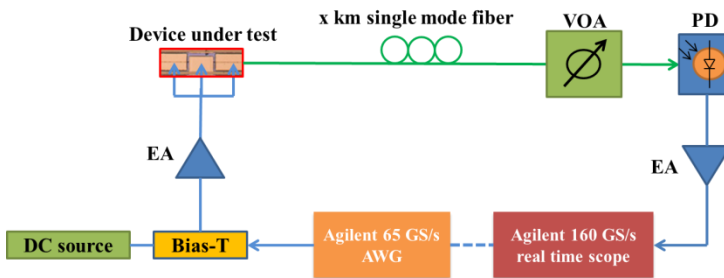 Device under test
x km single mode fiber
VOA
PD
EA
EA
DC source
Bias-T
Agilent 65 GS/s
AWG
Agilent 160 GS/s
real time scope